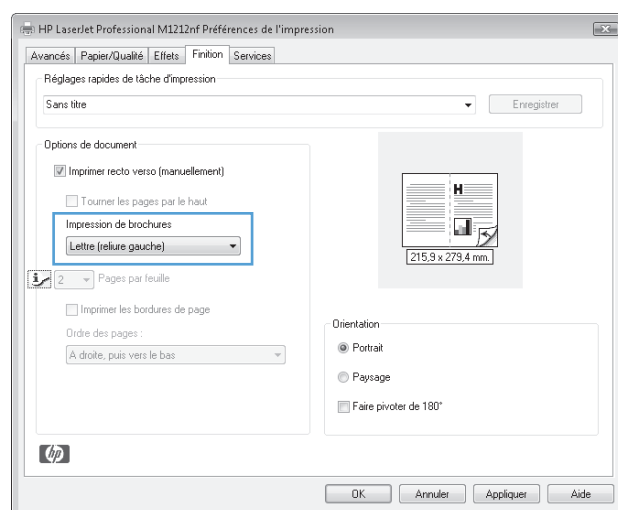 HP LaserJet Professional M1212nf Préférences de l'impression
Avancés Papier/Qualité Effets Finition Services
Réglages rapides de tâche d'impression
Sans titre Enregistrer
Options de document
Imprimer recto verso (manuellement)
Tourner les pages par le haut
Impression de brochures
Lettre (reliure gauche)
2 Pages par feuille
Imprimer les bordures de page
Ordre des pages :
A droite, puis vers le bas
H
215,9 x 279,4 mm.
Orientation
Portrait
Paysage
Faire pivoter de 180°
hp
OK Annuler Appliquer Aide